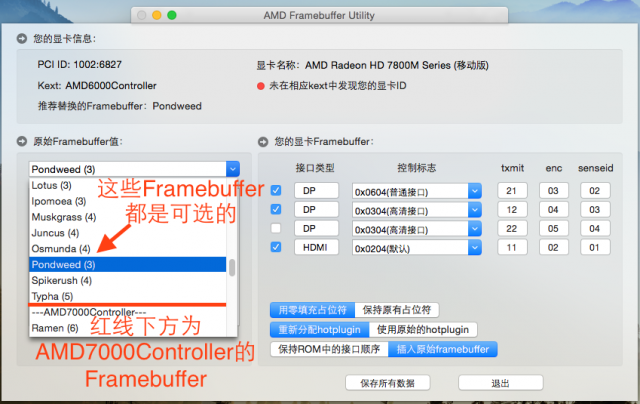 AMD Framebuffer Utility
您的显卡信息：
PCI ID: 1002:6827
显卡名称： AMD Radeon HD 7800M Series (移动版)
Kext: AMD6000Controller
未在相应kext中发现您的显卡ID
推荐替换的Framebuffer： Pondweed
原始Framebuffer值：
Pondweed (3)
Lotus (3)
Ipomoea (3)
Muskgrass (4)
Juncus (4)
Osmunda (4)
Pondweed (3)
Spikerush (4)
Typha (5)
---AMD7000Controller---
Ramen (6)
这些Framebuffer
都是可选的
红线下方为
AMD7000Controller的
Framebuffer
您的显卡Framebuffer：
接口类型 控制标志 txmit enc senseid
DP 0x0604(普通接口) 21 03 02
DP 0x0304(高清接口) 12 04 03
DP 0x0304(高清接口) 22 05 04
HDMI 0x0204(默认) 11 02 01
用零填充占位符 保持原有占位符
重新分配hotplugin 使用原始的hotplugin
保持ROM中的接口顺序 插入原始framebuffer
保存所有数据 退出